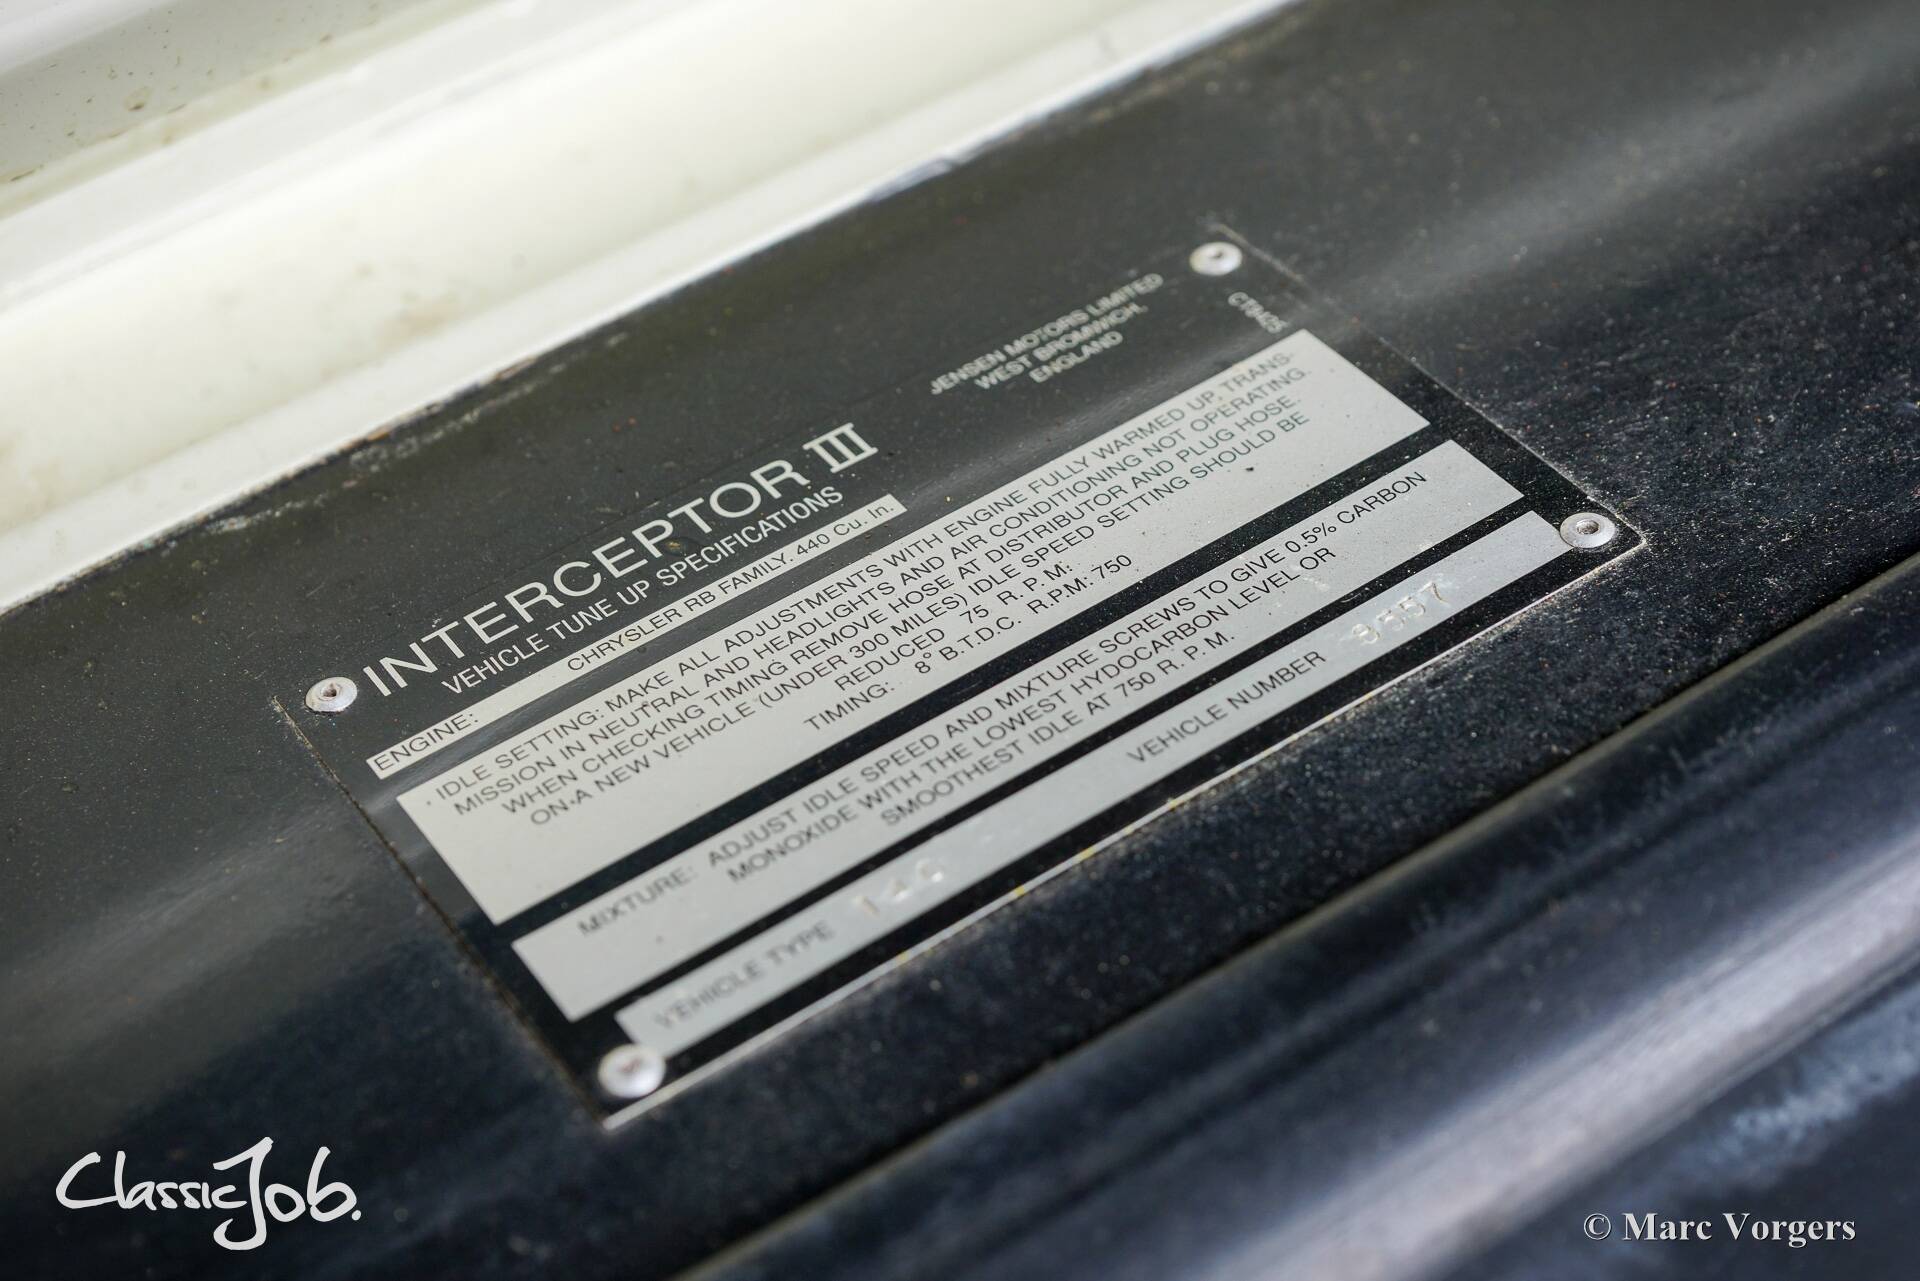 INTERCEPTOR III
VEHICLE TUNE UP SPECIFICATIONS
JENSEN MOTORS LIMITED
WEST BROMWICH,
ENGLAND
ENGINE: CHRYSLER RB FAMILY. 440 Cu. In.
IDLE SETTING: MAKE ALL ADJUSTMENTS WITH ENGINE FULLY WARMED UP, TRANS-
MISSION IN NEUTRAL AND HEADLIGHTS AND AIR CONDITIONING NOT OPERATING.
WHEN CHECKING TIMING REMOVE HOSE AT DISTRIBUTOR AND PLUG HOSE.
ON A NEW VEHICLE (UNDER 300 MILES) IDLE SPEED SETTING SHOULD BE
REDUCED 75 R. P. M:
TIMING: 8° B.T.D.C. R.P.M: 750
MIXTURE: ADJUST IDLE SPEED AND MIXTURE SCREWS TO GIVE 0.5% CARBON
MONOXIDE WITH THE LOWEST HYDOCARBON LEVEL OR
SMOOTHEST IDLE AT 750 R. P. M.
VEHICLE TYPE VEHICLE NUMBER
ClassicJob.
© Marc Vorgers